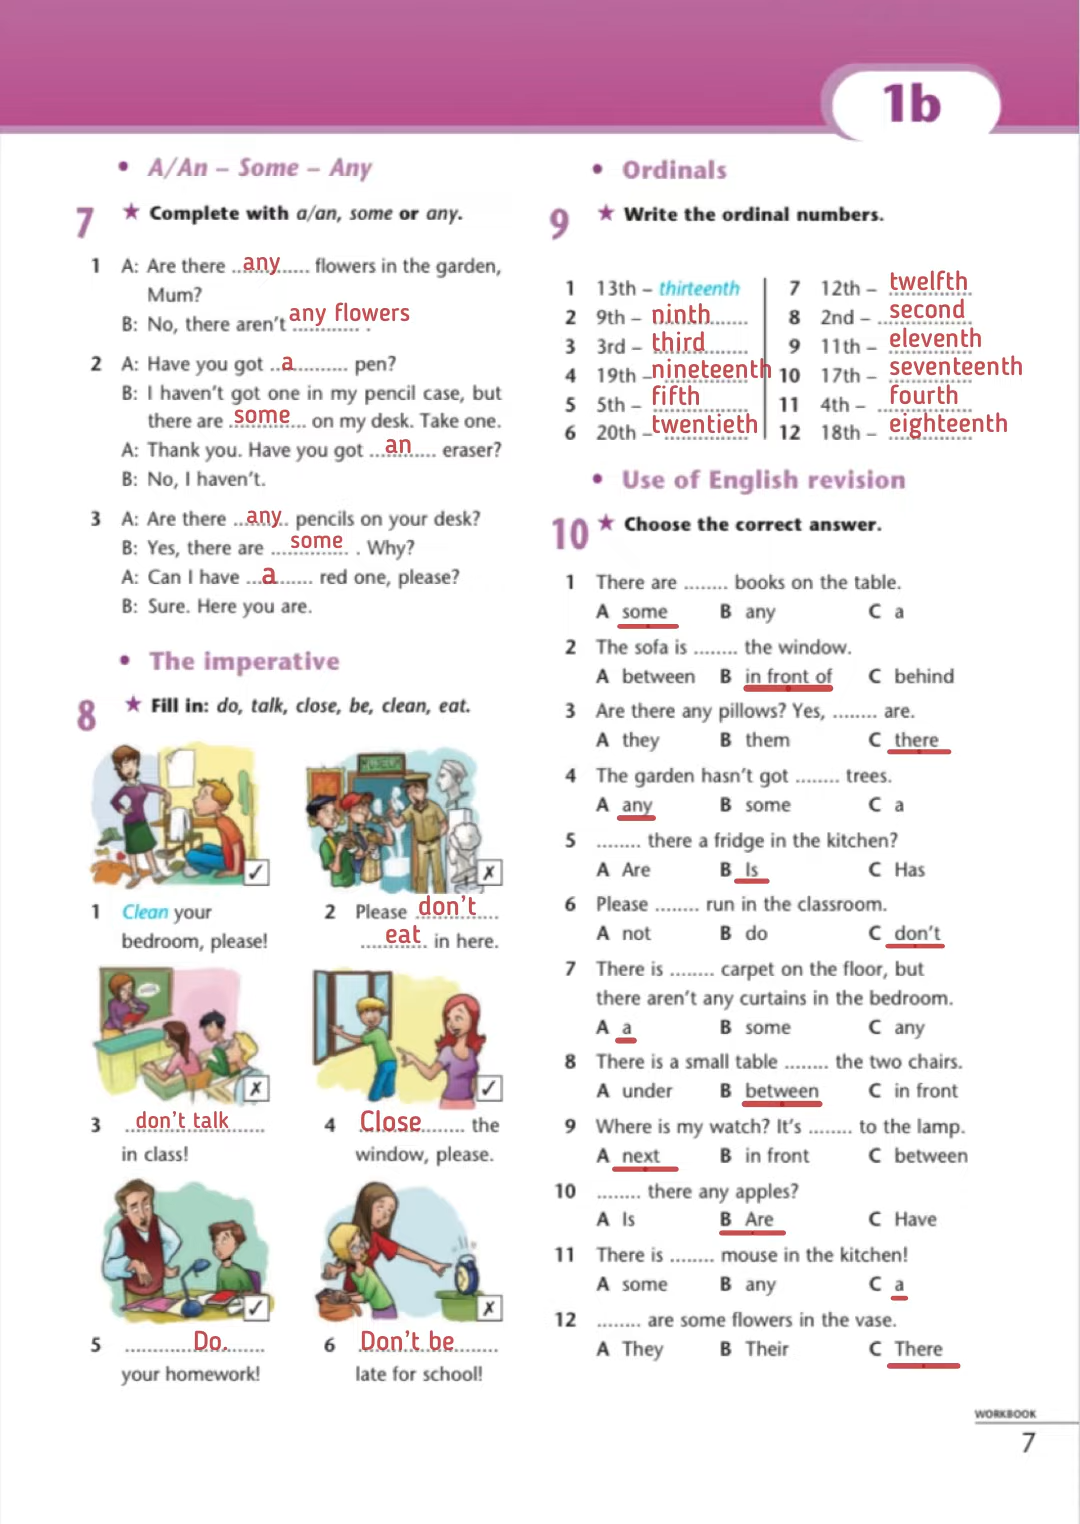 1b
• A/An – Some – Any
7 ★ Complete with a/an, some or any.
1 A: Are there ...any... flowers in the garden,
Mum?
B: No, there aren't any flowers .
2 A: Have you got ...a... pen?
B: I haven't got one in my pencil case, but
there are ...some... on my desk. Take one.
A: Thank you. Have you got ...an... eraser?
B: No, I haven't.
3 A: Are there ...any... pencils on your desk?
B: Yes, there are ...some... . Why?
A: Can I have ...a... red one, please?
B: Sure. Here you are.
• The imperative
8 ★ Fill in: do, talk, close, be, clean, eat.
1 Clean your
bedroom, please!
2 Please don't
eat in here.
3 don't talk
in class!
4 Close the
window, please.
5 Do.
your homework!
6 Don't be
late for school!
• Ordinals
9 ★ Write the ordinal numbers.
1 13th – thirteenth
2 9th – ninth
3 3rd – third
4 19th – nineteenth
5 5th – fifth
6 20th – twentieth
7 12th – twelfth
8 2nd – second
9 11th – eleventh
10 17th – seventeenth
11 4th – fourth
12 18th – eighteenth
• Use of English revision
10 ★ Choose the correct answer.
1 There are ........ books on the table.
A some B any C a
2 The sofa is ........ the window.
A between B in front of C behind
3 Are there any pillows? Yes, ........ are.
A they B them C there
4 The garden hasn't got ........ trees.
A any B some C a
5 ........ there a fridge in the kitchen?
A Are B Is C Has
6 Please ........ run in the classroom.
A not B do C don't
7 There is ........ carpet on the floor, but
there aren't any curtains in the bedroom.
A a B some C any
8 There is a small table ........ the two chairs.
A under B between C in front
9 Where is my watch? It's ........ to the lamp.
A next B in front C between
10 ........ there any apples?
A Is B Are C Have
11 There is ........ mouse in the kitchen!
A some B any C a
12 ........ are some flowers in the vase.
A They B Their C There
WORKBOOK
7